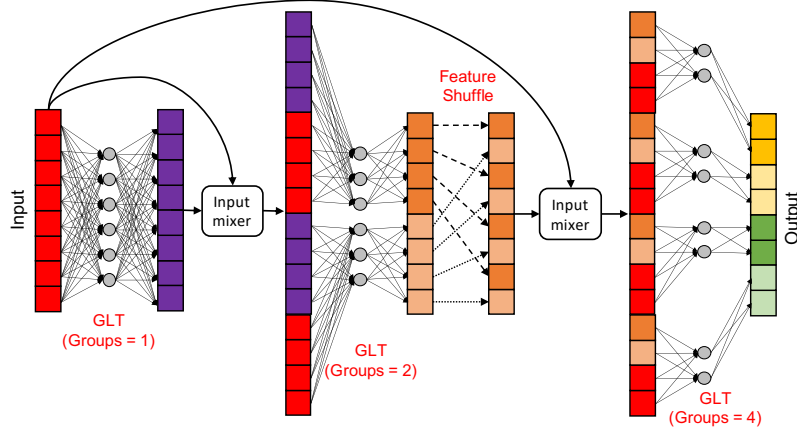 Input
GLT
(Groups = 1)
Input
mixer
GLT
(Groups = 2)
Feature
Shuffle
Input
mixer
GLT
(Groups = 4)
Output